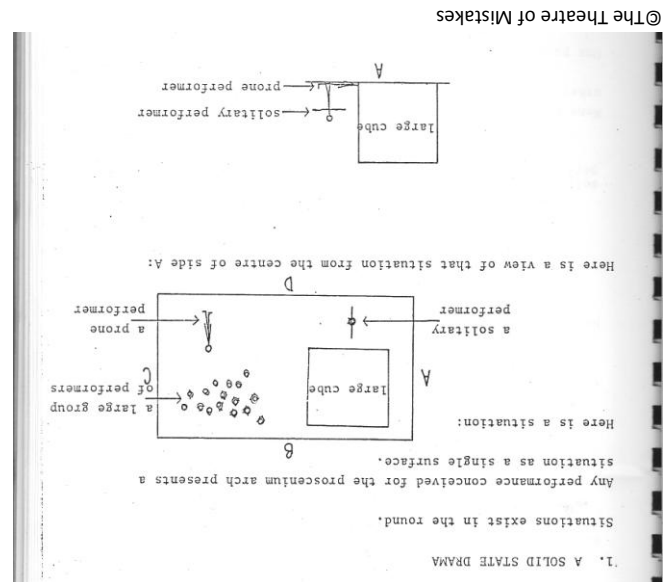 1. A SOLID STATE DRAMA
Situations exist in the round.
Any performance conceived for the proscenium arch presents a
situation as a single surface.
Here is a situation:
B
A
large cube
a large group
of performers
C
a solitary
performer
a prone
performer
D
Here is a view of that situation from the centre of side A:
large cube
solitary performer
prone performer
A
©The Theatre of Mistakes